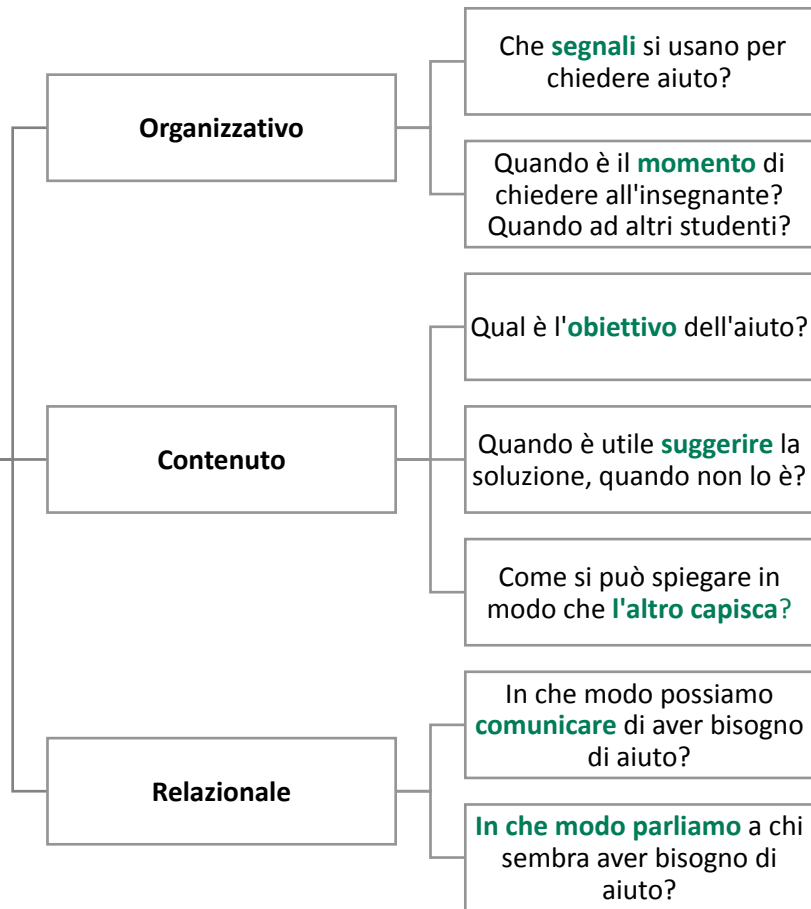 Organizzativo
Che segnali si usano per
chiedere aiuto?
Quando è il momento di
chiedere all'insegnante?
Quando ad altri studenti?
Contenuto
Qual è l'obiettivo dell'aiuto?
Quando è utile suggerire la
soluzione, quando non lo è?
Come si può spiegare in
modo che l'altro capisca?
Relazionale
In che modo possiamo
comunicare di aver bisogno
di aiuto?
In che modo parliamo a chi
sembra aver bisogno di
aiuto?